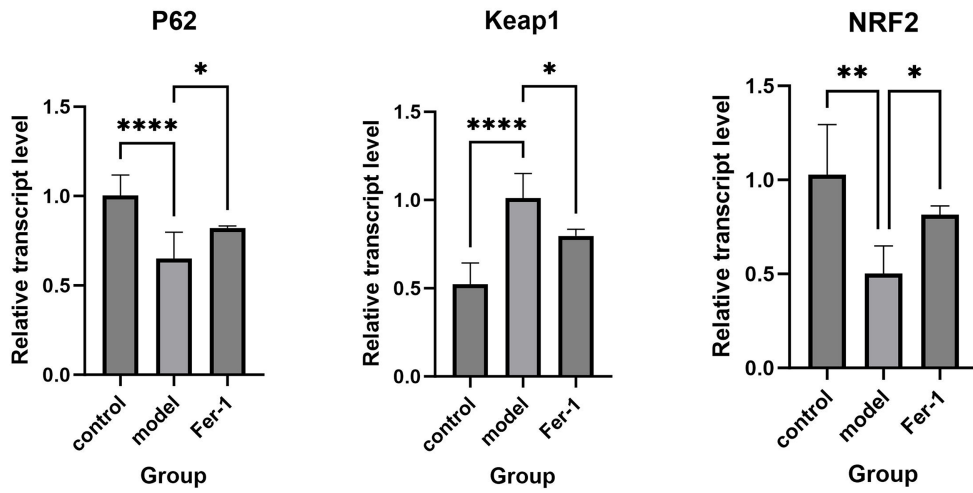 P62
*
****
Relative transcript level
1.5
1.0
0.5
0.0
control
model
Fer-1
Group
Keap1
*
****
Relative transcript level
1.5
1.0
0.5
0.0
control
model
Fer-1
Group
NRF2
**
*
Relative transcript level
1.5
1.0
0.5
0.0
control
model
Fer-1
Group